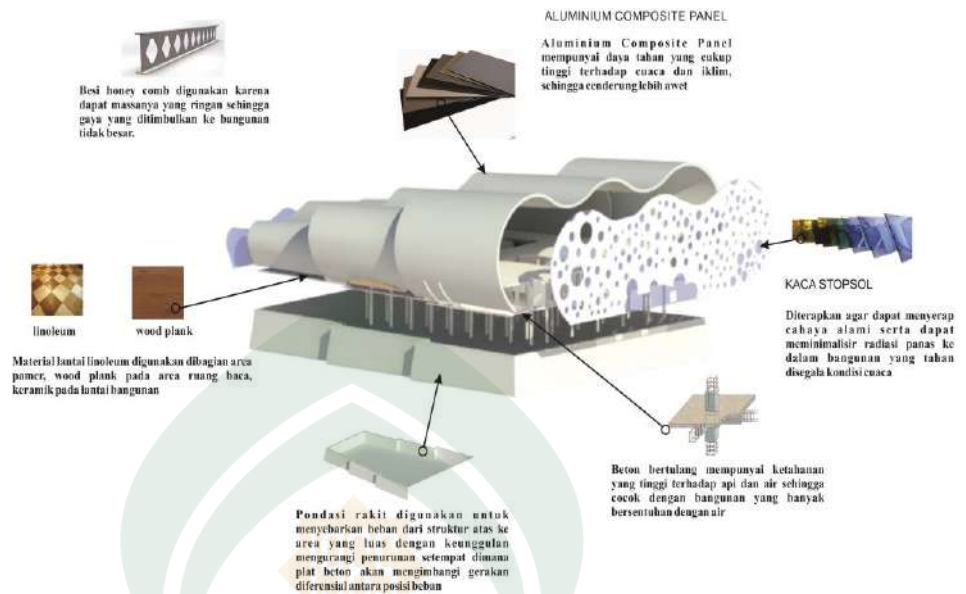 ALUMINIUM COMPOSITE PANEL
Aluminium Composite Panel
mempunyai daya tahan yang cukup
tinggi terhadap cuaca dan iklim,
sehingga cenderung lebih awet
Besi honey comb digunakan karena
dapat massanya yang ringan sehingga
gaya yang ditimbulkan ke bangunan
tidak besar.
KACA STOPSOL
Diterapkan agar dapat menyerap
cahaya alami serta dapat
meminimalisir radiasi panas ke
dalam bangunan yang tahan
disegala kondisi cuaca
linoleum
wood plank
Material lantai linoleum digunakan dibagian area
pamer, wood plank pada area ruang baca,
keramik pada lantai bangunan
Beton bertulang mempunyai ketahanan
yang tinggi terhadap api dan air sehingga
cocok dengan bangunan yang banyak
bersentuhan dengan air
Pondasi rakit digunakan untuk
menyebarkan beban dari struktur atas ke
area yang luas dengan keunggulan
mengurangi penurunan setempat dimana
plat beton akan mengimbangi gerakan
diferensial antara posisi beban